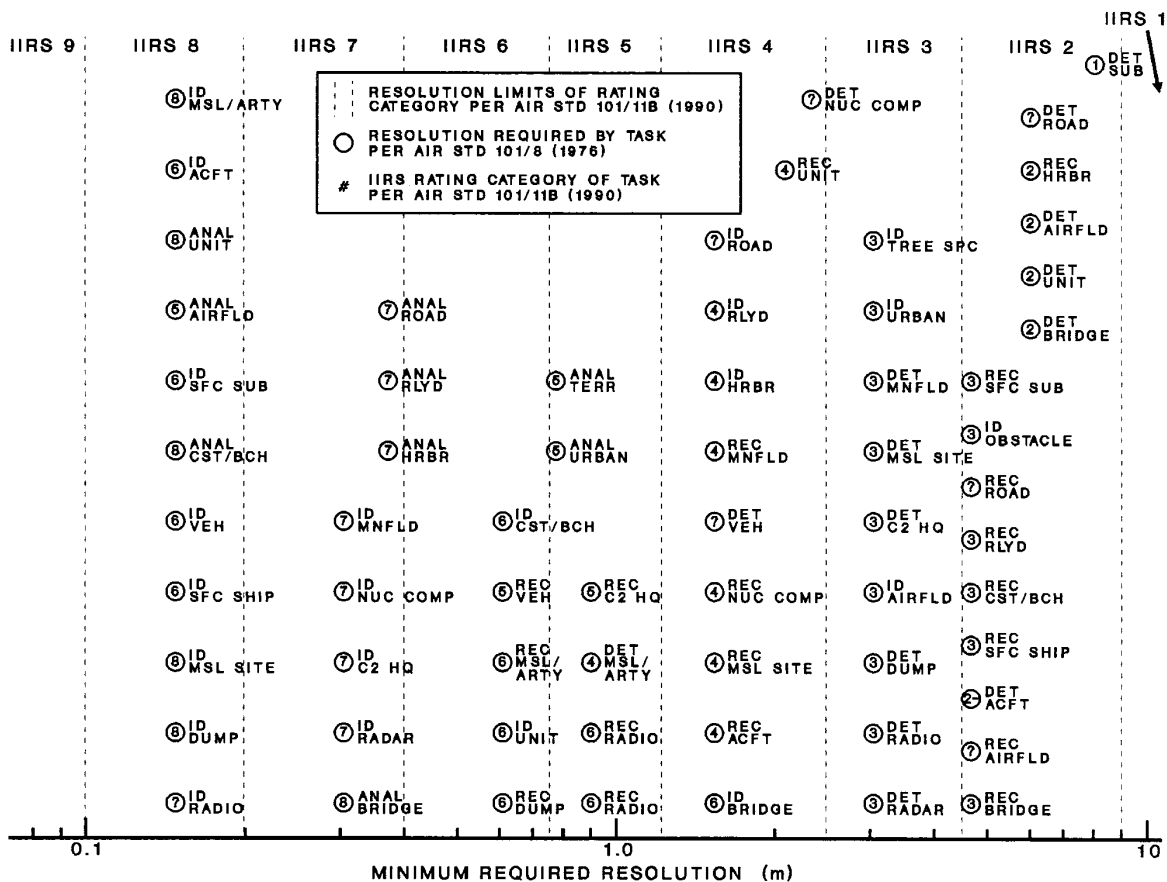 IIRS 1
IIRS 9 IIRS 8 IIRS 7 IIRS 6 IIRS 5 IIRS 4 IIRS 3 IIRS 2
1 DET
SUB
RESOLUTION LIMITS OF RATING
CATEGORY PER AIR STD 101/11B (1990)
RESOLUTION REQUIRED BY TASK
PER AIR STD 101/8 (1976)
# IIRS RATING CATEGORY OF TASK
PER AIR STD 101/11B (1990)
8 ID
MSL/ARTY
6 ID
ACFT
8 ANAL
UNIT
5 ANAL
AIRFLD
6 ID
SFC SUB
8 ANAL
CST/BCH
6 ID
VEH
6 ID
SFC SHIP
8 ID
MSL SITE
8 ID
DUMP
? ID
RADIO
7 ANAL
ROAD
7 ANAL
RLYD
7 ANAL
HRBR
7 ID
MNFLD
7 ID
NUC COMP
7 ID
C2 HQ
7 ID
RADAR
8 ANAL
BRIDGE
5 ANAL
TERR
5 ANAL
URBAN
6 ID
CST/BCH
5 REC
VEH
6 REC
MSL/
ARTY
6 ID
UNIT
6 REC
DUMP
5 REC
C2 HQ
4 DET
MSL/
ARTY
6 REC
RADIO
6 REC
RADIO
? DET
NUC COMP
4 REC
UNIT
? ID
ROAD
4 ID
RLYD
4 ID
HRBR
4 REC
MNFLD
? DET
VEH
4 REC
NUC COMP
4 REC
MSL SITE
4 REC
ACFT
6 ID
BRIDGE
3 ID
TREE SPC
3 ID
URBAN
3 DET
MNFLD
3 DET
MSL SITE
3 DET
C2 HQ
3 ID
AIRFLD
3 DET
DUMP
3 DET
RADIO
3 DET
RADAR
? DET
ROAD
2 REC
HRBR
2 DET
AIRFLD
2 DET
UNIT
2 DET
BRIDGE
3 REC
SFC SUB
3 ID
OBSTACLE
? REC
ROAD
3 REC
RLYD
3 REC
CST/BCH
3 REC
SFC SHIP
2- DET
ACFT
? REC
AIRFLD
3 REC
BRIDGE
0.1 1.0 10
MINIMUM REQUIRED RESOLUTION (m)